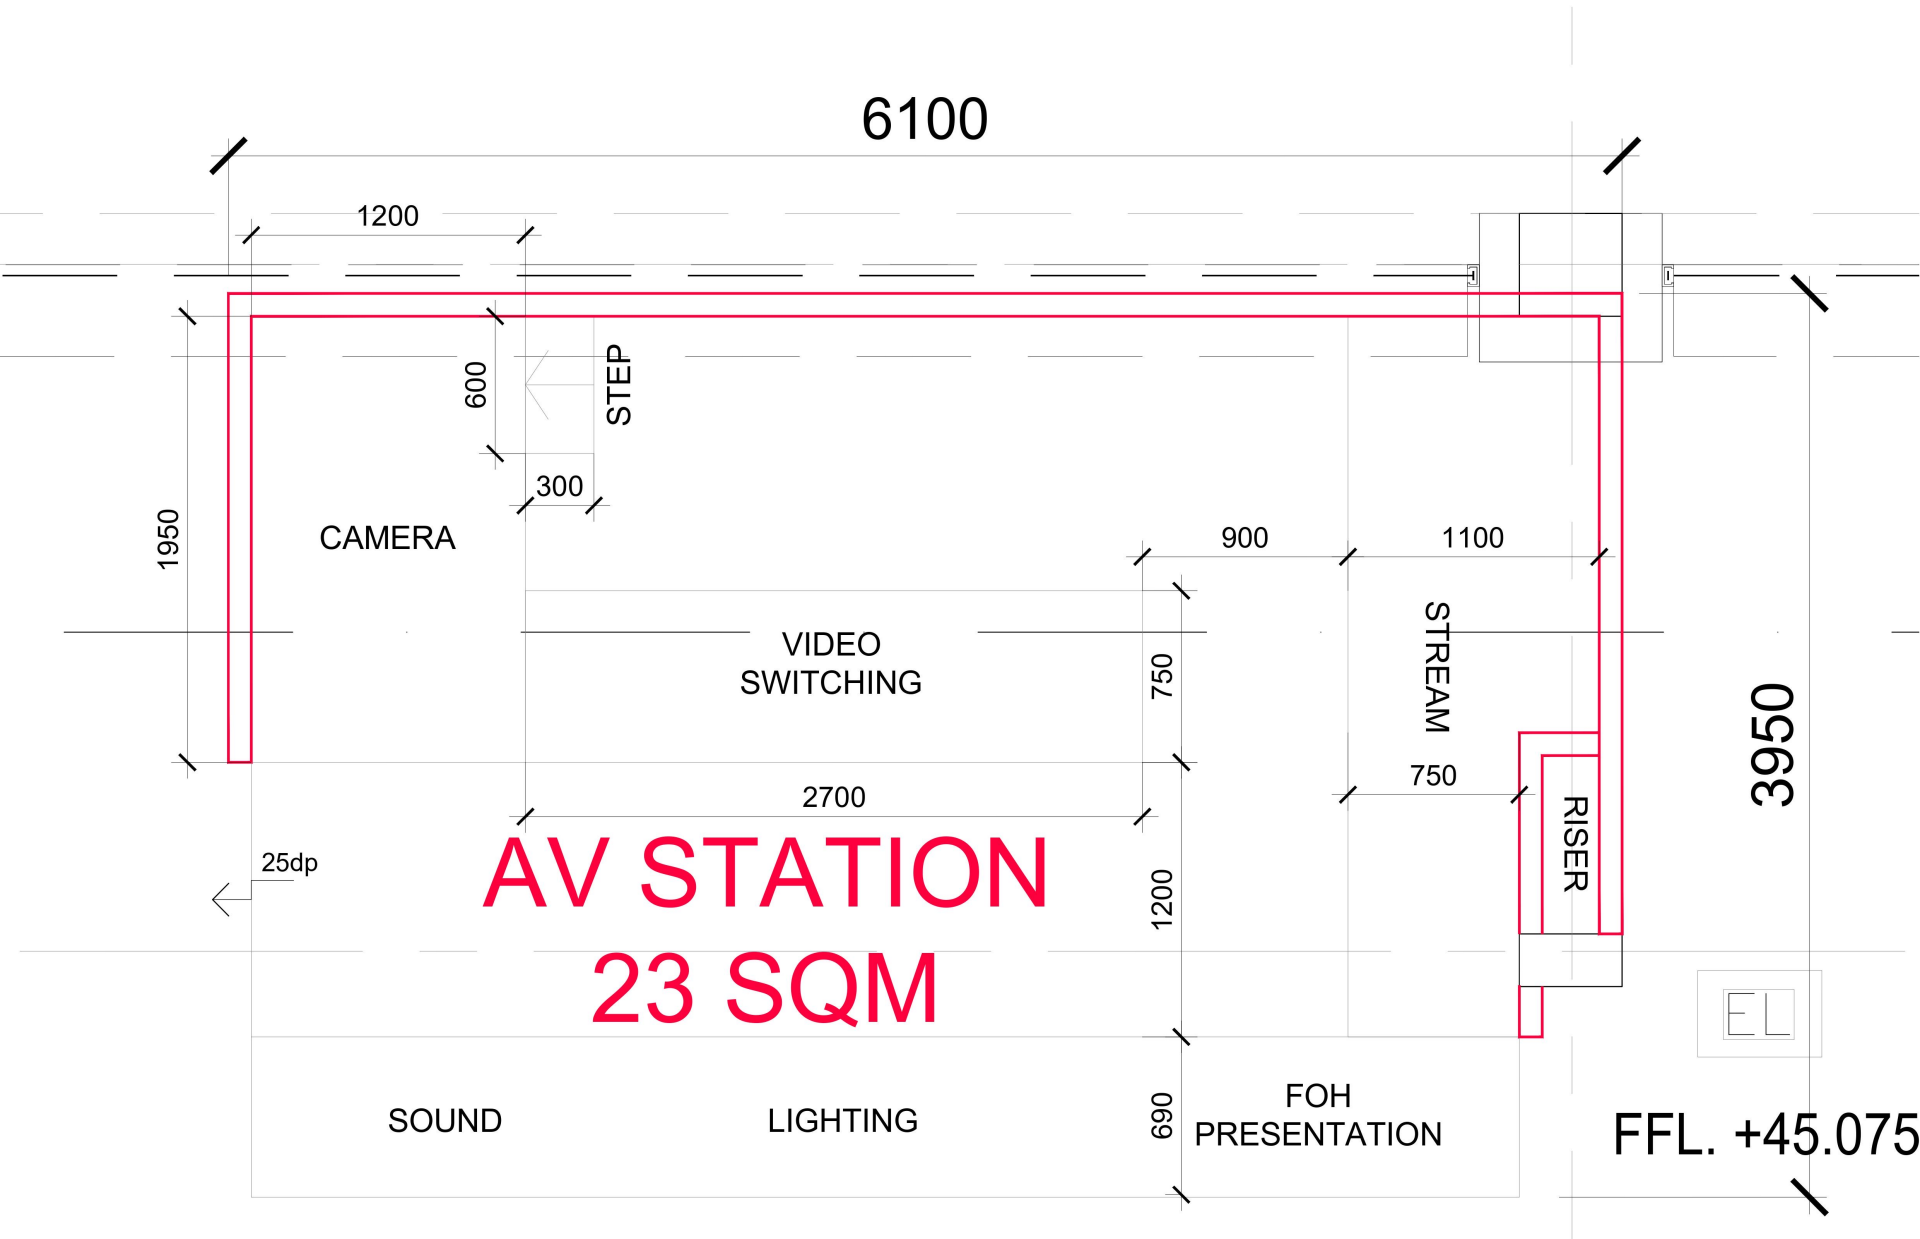 6100
1200
600
STEP
300
1950
CAMERA
900
1100
VIDEO
SWITCHING
750
STREAM
2700
750
3950
RISER
25dp
AV STATION
1200
23 SQM
EL
SOUND
LIGHTING
690
FOH
PRESENTATION
FFL. +45.075